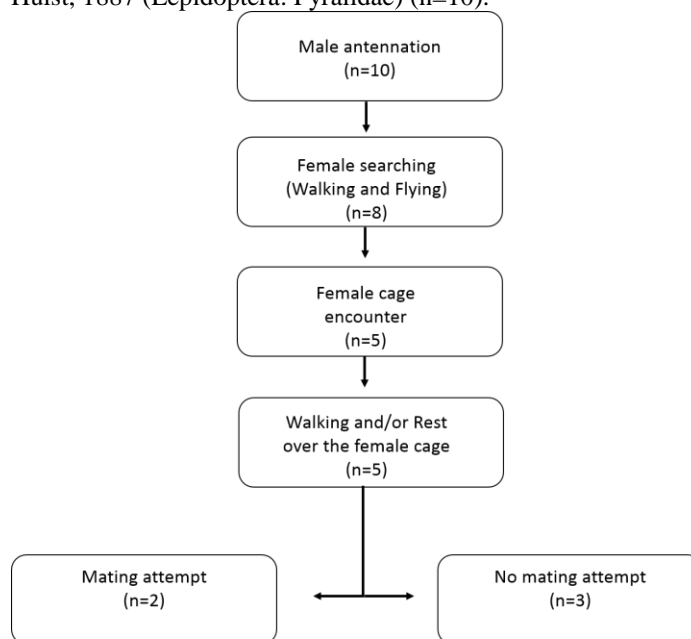 Hulst, 1887 (Lepidoptera: Pyralidae) (n=10).
Male antennation
(n=10)
Female searching
(Walking and Flying)
(n=8)
Female cage
encounter
(n=5)
Walking and/or Rest
over the female cage
(n=5)
Mating attempt
(n=2)
No mating attempt
(n=3)